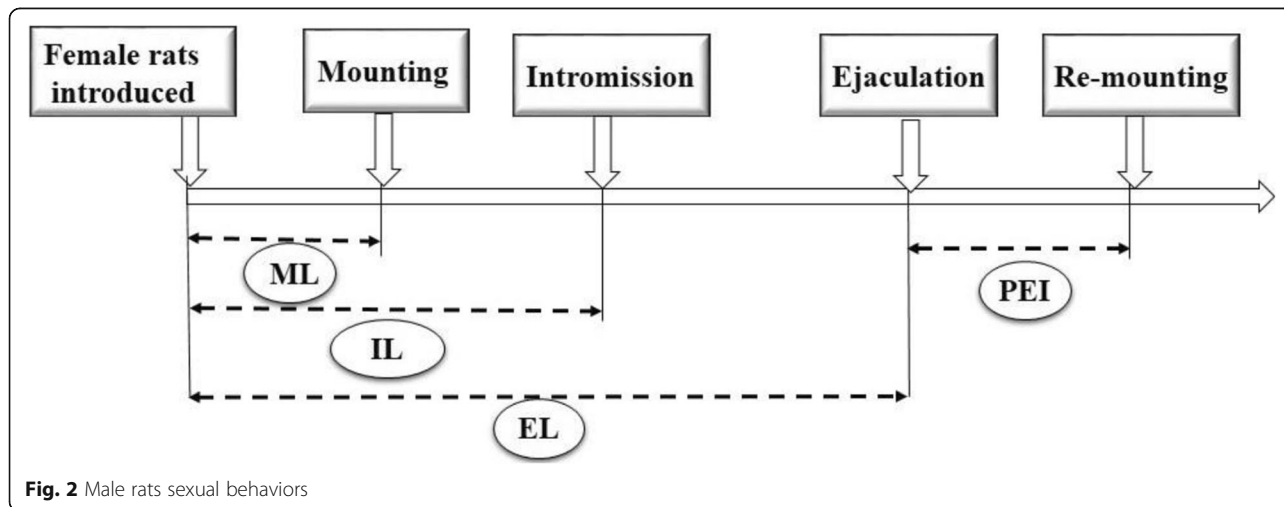 Female rats
introduced
Mounting
Intromission
Ejaculation
Re-mounting
ML
IL
EL
PEI
Fig. 2 Male rats sexual behaviors